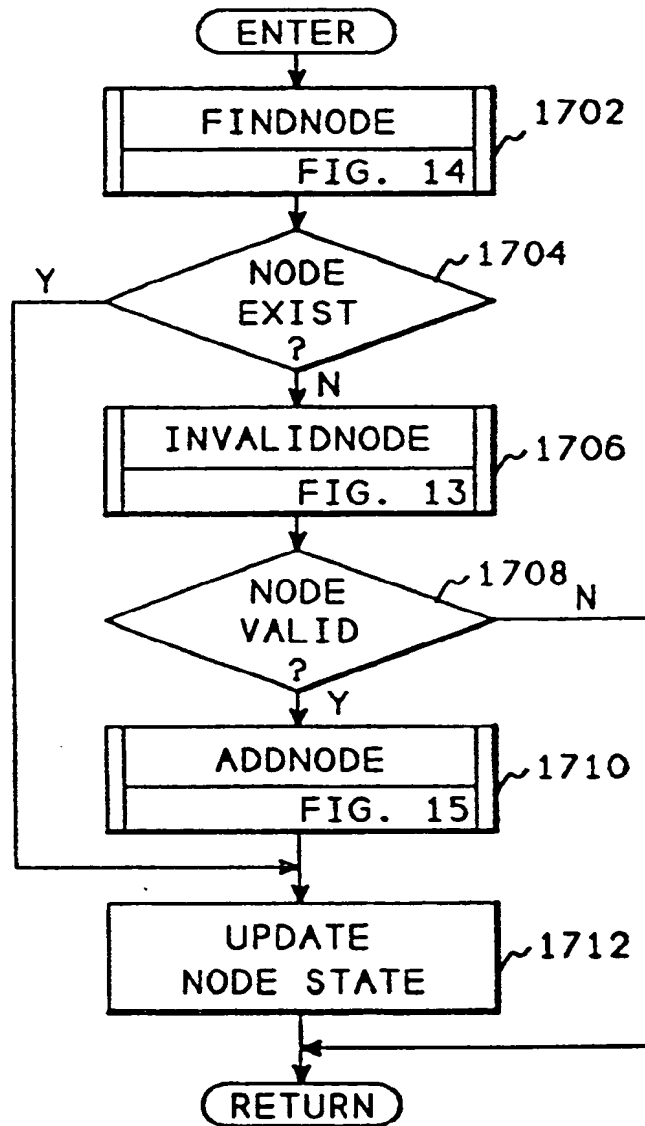 ENTER
FINDNODE
FIG. 14
1702
NODE
EXIST
?
1704
Y
N
INVALIDNODE
FIG. 13
1706
NODE
VALID
?
1708
N
Y
ADDNODE
FIG. 15
1710
UPDATE
NODE STATE
1712
RETURN